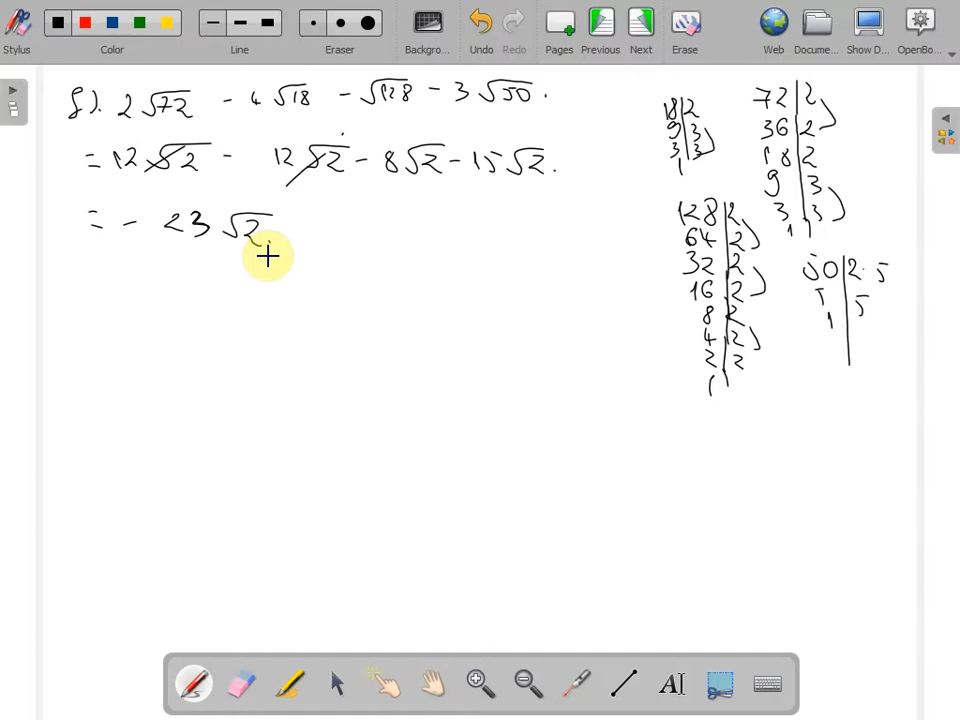 Stylus
Color
Line
Eraser
Backgro...
Undo
Redo
Pages
Previous
Next
Erase
Web
Docume...
Show D...
OpenBo...
f). 2√72 - 4√18 - √128 - 3√50.
= 12√2 - 12√2 - 8√2 - 15√2.
= - 23√2.
18 | 2
9 | 3
3 | 3
1
72 | 2
36 | 2
18 | 2
9 | 3
3 | 3
1
128 | 2
64 | 2
32 | 2
16 | 2
8 | 2
4 | 2
2 | 2
1
50 | 2·5
5 | 5
1
AI